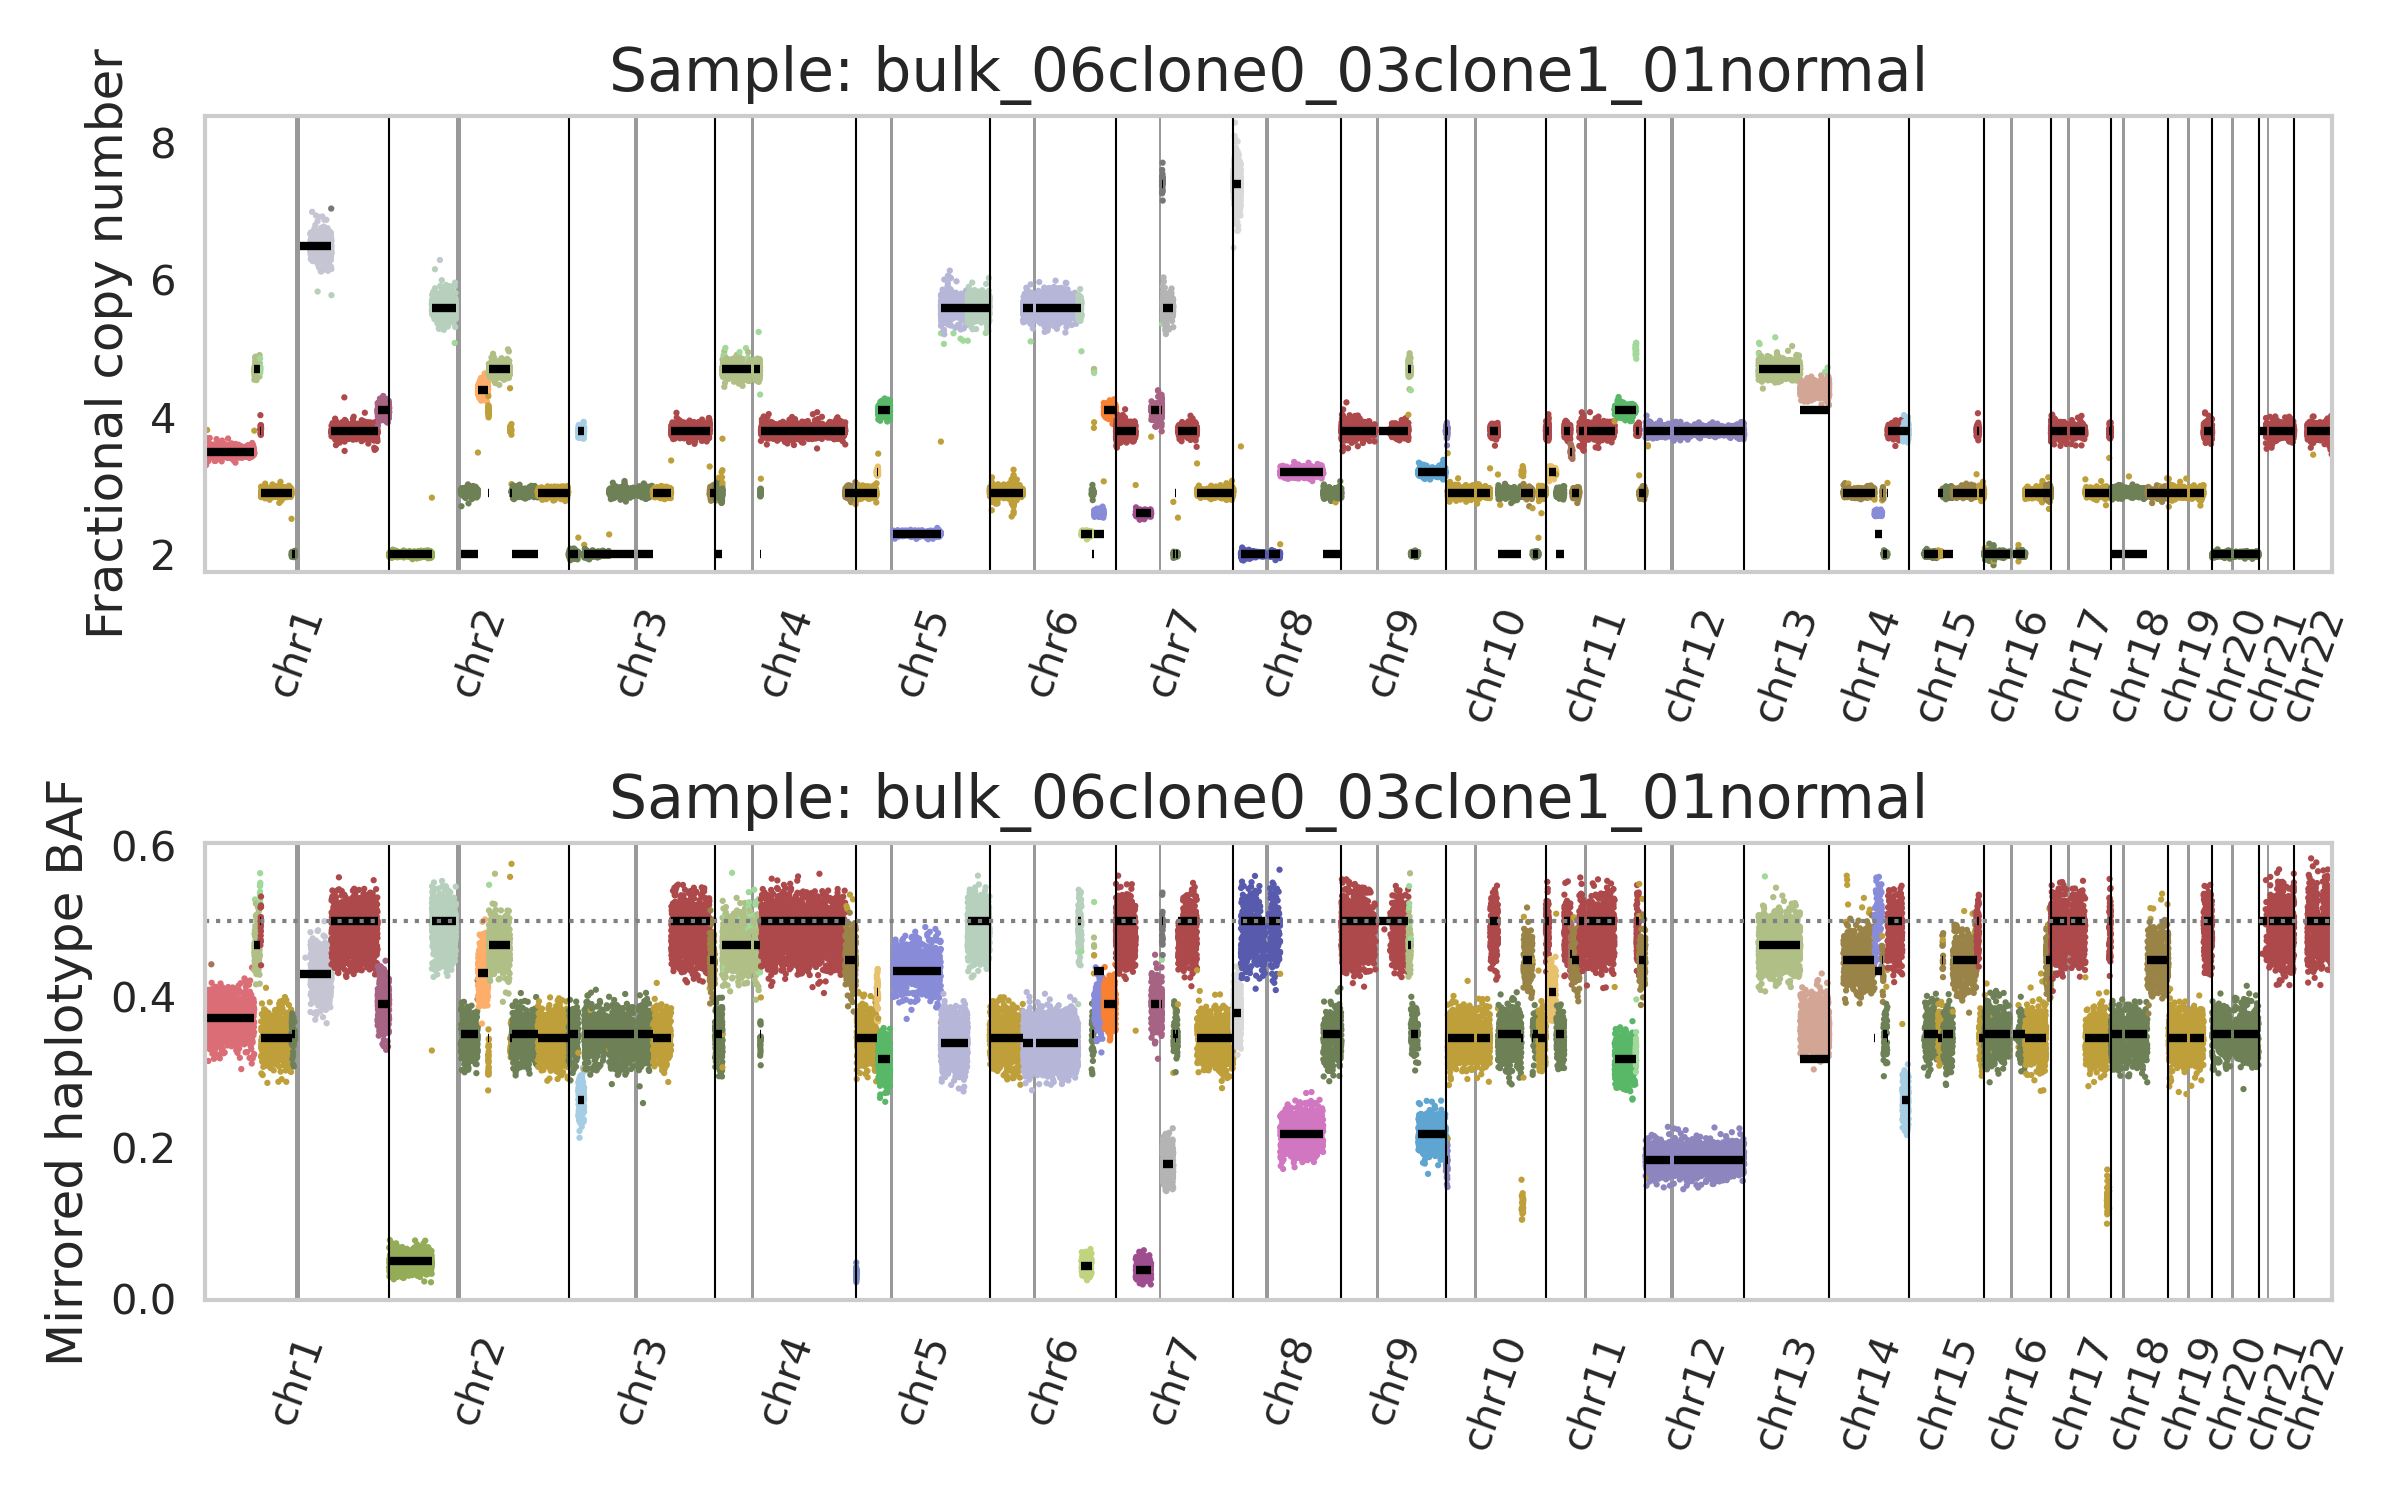 Sample: bulk_06clone0_03clone1_01normal
Fractional copy number
8
6
4
2
chr1
chr2
chr3
chr4
chr5
chr6
chr7
chr8
chr9
chr10
chr11
chr12
chr13
chr14
chr15
chr16
chr17
chr18
chr19
chr20
chr21
chr22
Sample: bulk_06clone0_03clone1_01normal
Mirrored haplotype BAF
0.6
0.4
0.2
0.0
chr1
chr2
chr3
chr4
chr5
chr6
chr7
chr8
chr9
chr10
chr11
chr12
chr13
chr14
chr15
chr16
chr17
chr18
chr19
chr20
chr21
chr22